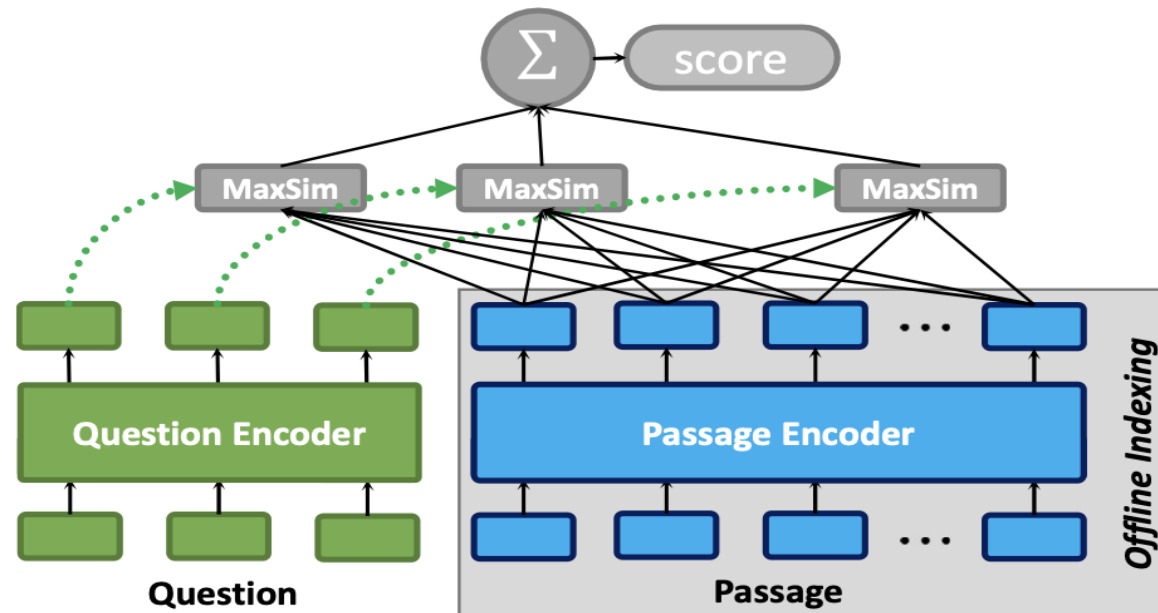 Σ
score
MaxSim
MaxSim
MaxSim
Question Encoder
Passage Encoder
...
...
Offline Indexing
Question
Passage